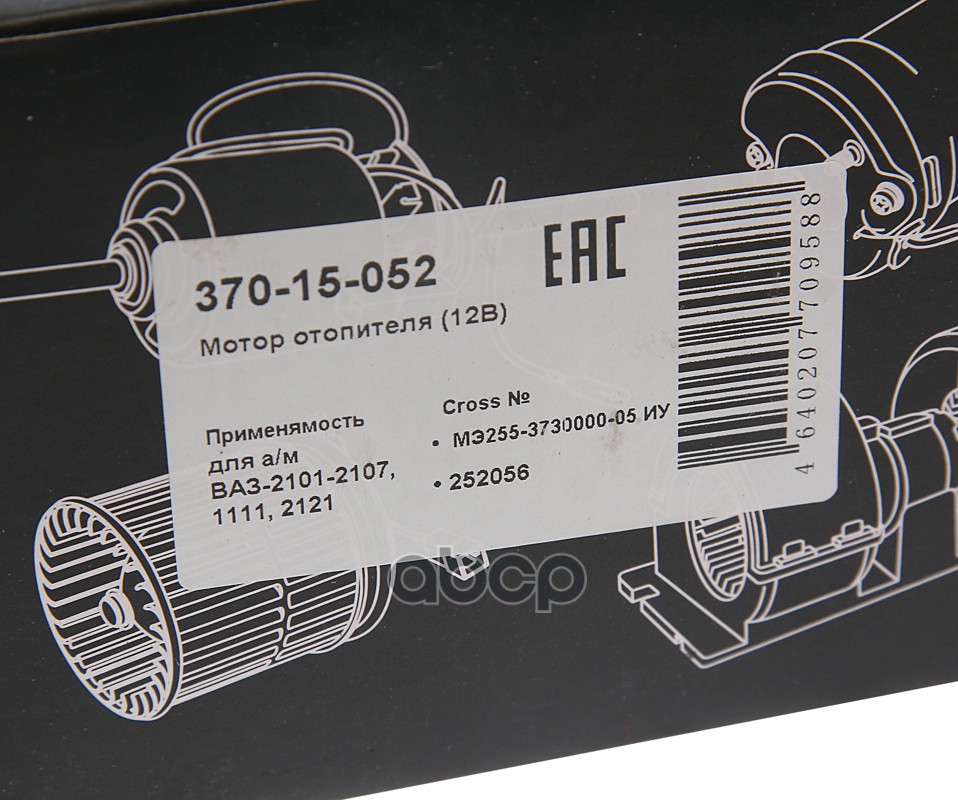 370-15-052
EAC
Мотор отопителя (12В)
Применямость
для а/м
ВАЗ-2101-2107,
1111, 2121
Cross №
• МЭ255-3730000-05 ИУ
• 252056
4 640207 709588
abcp